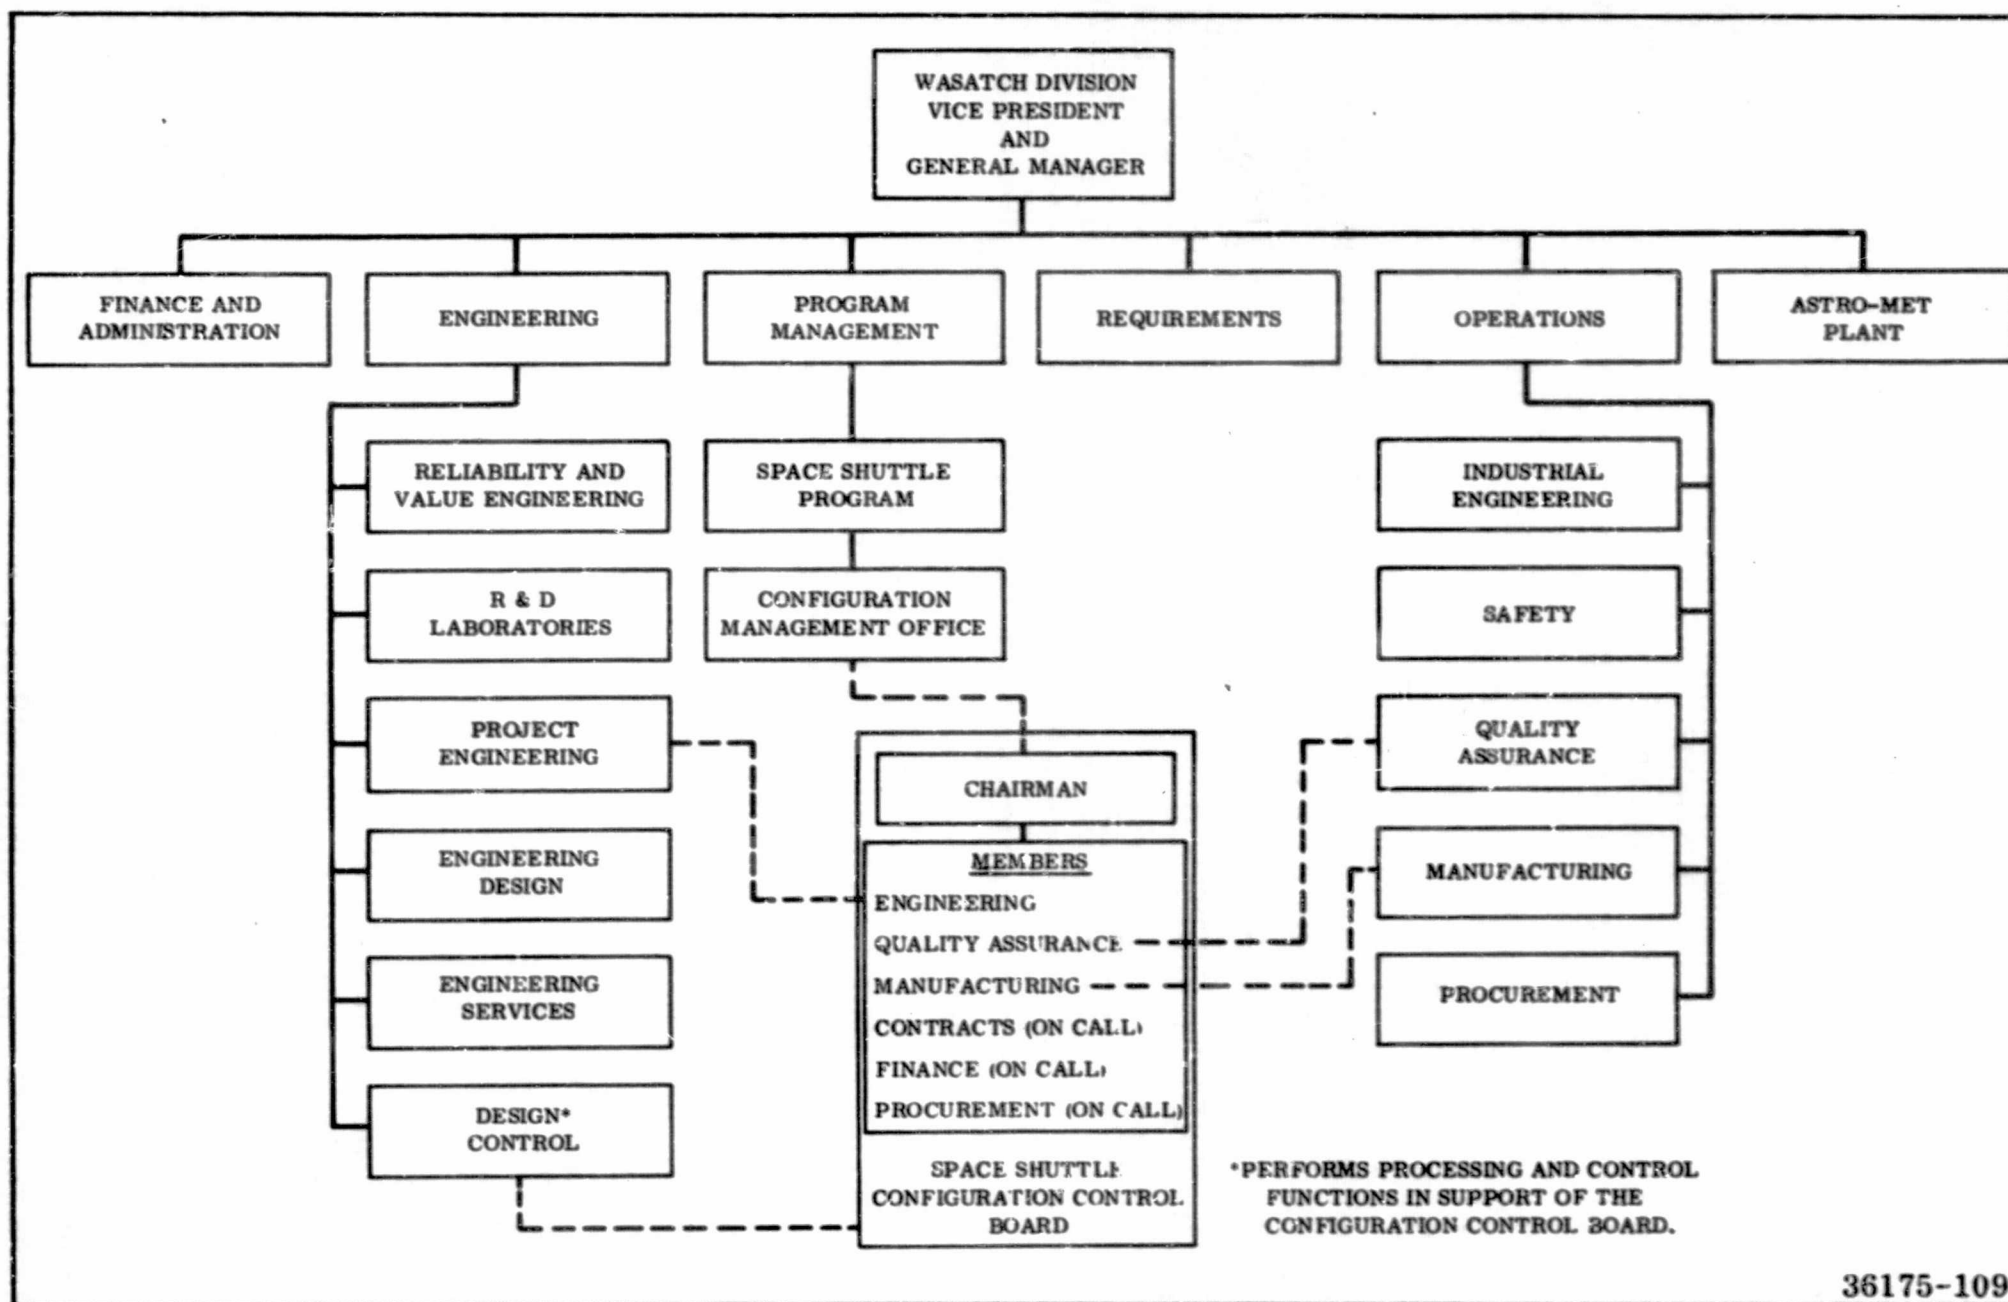 WASATCH DIVISION
VICE PRESIDENT
AND
GENERAL MANAGER
FINANCE AND
ADMINISTRATION
ENGINEERING
PROGRAM
MANAGEMENT
REQUIREMENTS
OPERATIONS
ASTRO-MET
PLANT
RELIABILITY AND
VALUE ENGINEERING
R & D
LABORATORIES
PROJECT
ENGINEERING
ENGINEERING
DESIGN
ENGINEERING
SERVICES
DESIGN*
CONTROL
SPACE SHUTTLE
PROGRAM
CONFIGURATION
MANAGEMENT OFFICE
CHAIRMAN
MEMBERS
ENGINEERING
QUALITY ASSURANCE
MANUFACTURING
CONTRACTS (ON CALL)
FINANCE (ON CALL)
PROCUREMENT (ON CALL)
SPACE SHUTTLE
CONFIGURATION CONTROL
BOARD
INDUSTRIAL
ENGINEERING
SAFETY
QUALITY
ASSURANCE
MANUFACTURING
PROCUREMENT
*PERFORMS PROCESSING AND CONTROL
FUNCTIONS IN SUPPORT OF THE
CONFIGURATION CONTROL BOARD.
36175-109